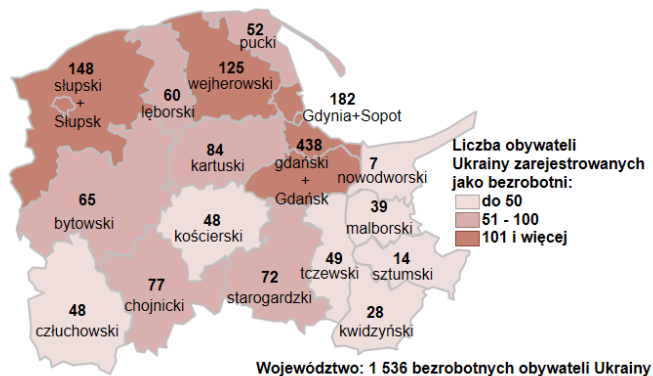 52
pucki
148
słupski
+
Słupsk
125
wejherowski
60
lęborski
182
Gdynia+Sopot
84
kartuski
438
gdański
+
Gdańsk
7
nowodworski
Liczba obywateli
Ukrainy zarejestrowanych
jako bezrobotni:
do 50
51 - 100
101 i więcej
65
bytowski
48
kościerski
39
malborski
49
tczewski
14
sztumski
77
chojnicki
72
starogardzki
48
człuchowski
28
kwidzyński
Województwo: 1 536 bezrobotnych obywateli Ukrainy